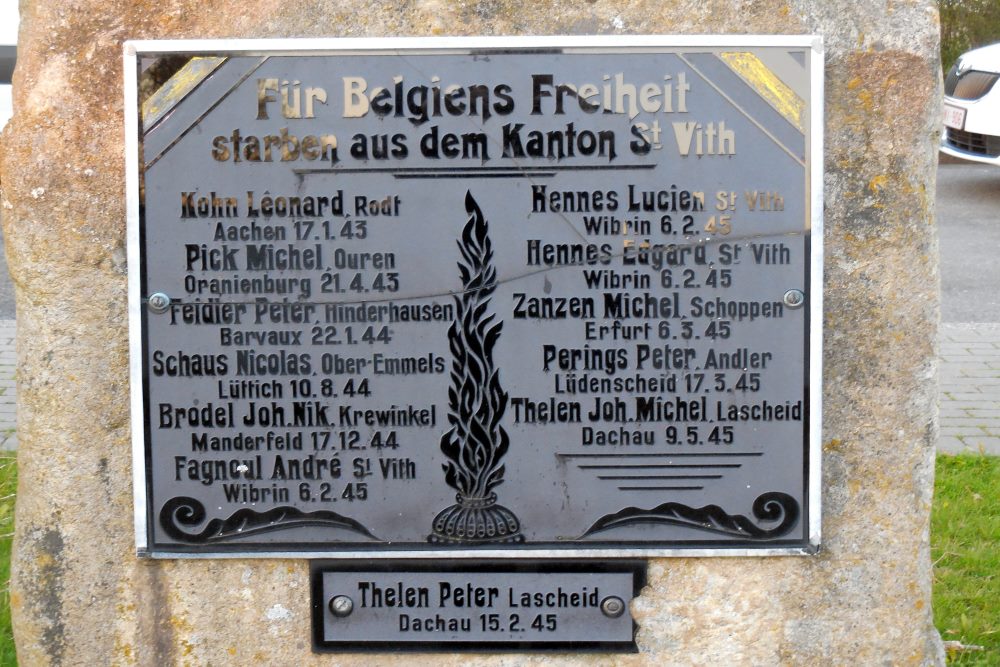 Für Belgiens Freiheit
starben aus dem Kanton St Vith
Kohn Léonard, Rodt
Aachen 17.1.43
Pick Michel, Ouren
Oranienburg 21.4.43
Feidler Peter, Hinderhausen
Barvaux 22.1.44
Schaus Nicolas, Ober-Emmels
Lüttich 10.8.44
Brodel Joh. Nik, Krewinkel
Manderfeld 17.12.44
Fagnoul André St Vith
Wibrin 6.2.45
Hennes Lucien St Vith
Wibrin 6.2.45
Hennes Edgard, St Vith
Wibrin 6.2.45
Zanzen Michel, Schoppen
Erfurt 6.3.45
Perings Peter, Andler
Lüdenscheid 17.3.45
Thelen Joh. Michel, Lascheid
Dachau 9.5.45
Thelen Peter Lascheid
Dachau 15.2.45